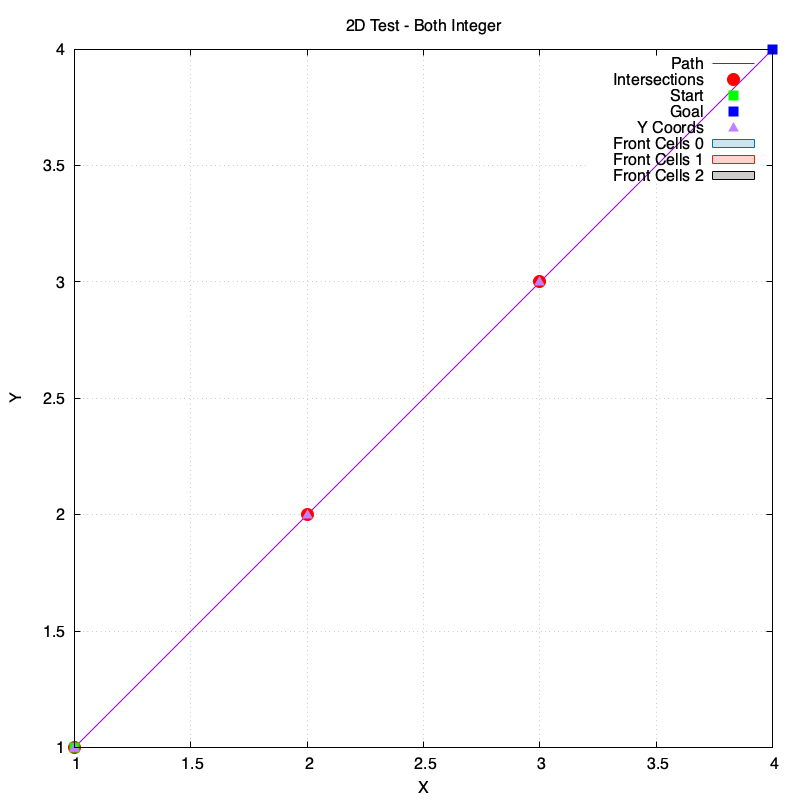 2D Test - Both Integer
Path
Intersections
Start
Goal
Y Coords
Front Cells 0
Front Cells 1
Front Cells 2
4
3.5
3
2.5
2
1.5
1
Y
1 1.5 2 2.5 3 3.5 4
X